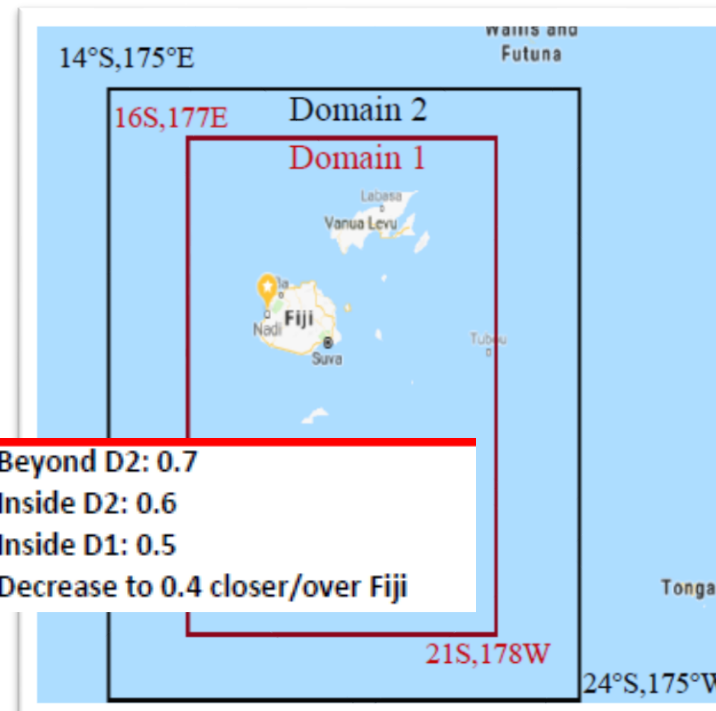 Wallis and
Futuna
14°S,175°E
Domain 2
16S,177E
Domain 1
Labasa
Vanua Levu
Fiji
Nadi
Suva
Tubou
Beyond D2: 0.7
Inside D2: 0.6
Inside D1: 0.5
Decrease to 0.4 closer/over Fiji
Tonga
21S,178W
24°S,175°W